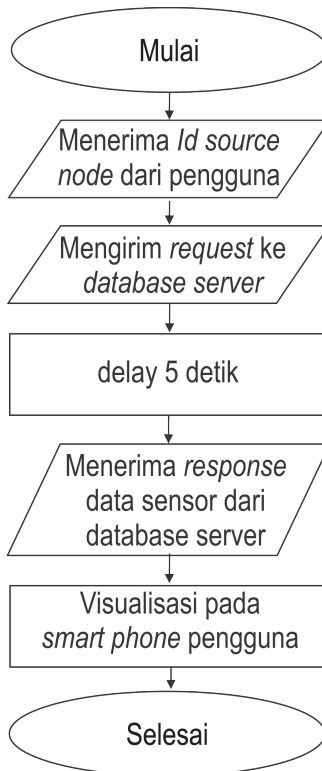 Mulai
Menerima Id source
node dari pengguna
Mengirim request ke
database server
delay 5 detik
Menerima response
data sensor dari
database server
Visualisasi pada
smart phone pengguna
Selesai